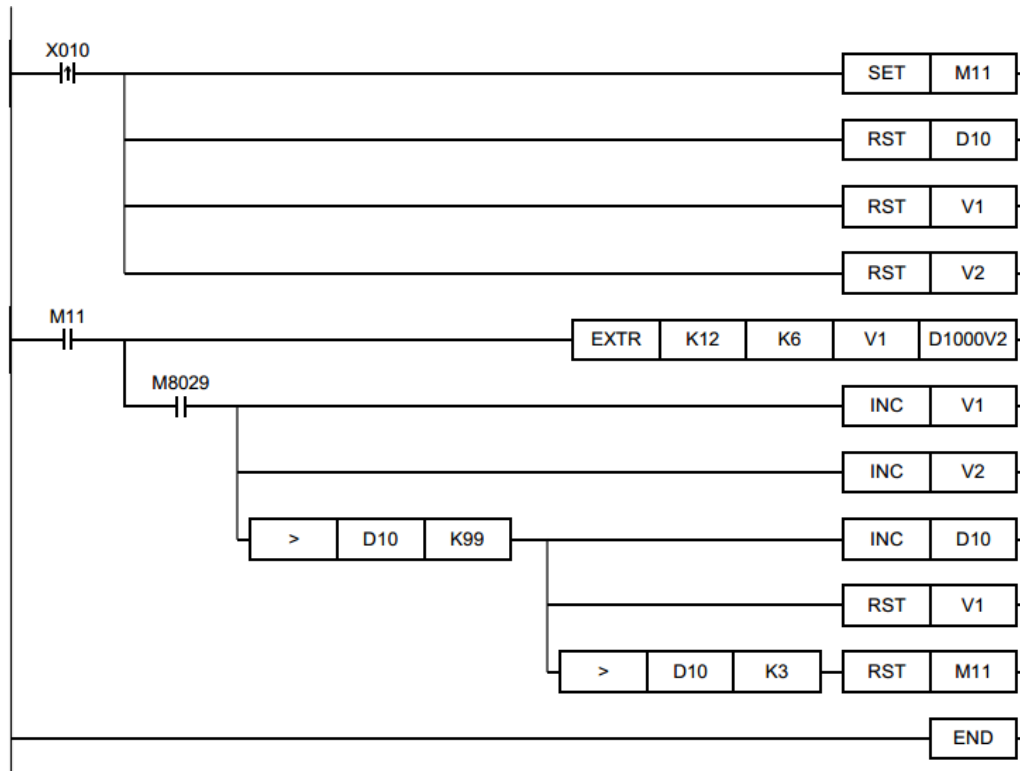 X010
SET M11
RST D10
RST V1
RST V2
M11
EXTR K12 K6 V1 D1000V2
M8029
INC V1
INC V2
> D10 K99 INC D10
RST V1
> D10 K3 RST M11
END